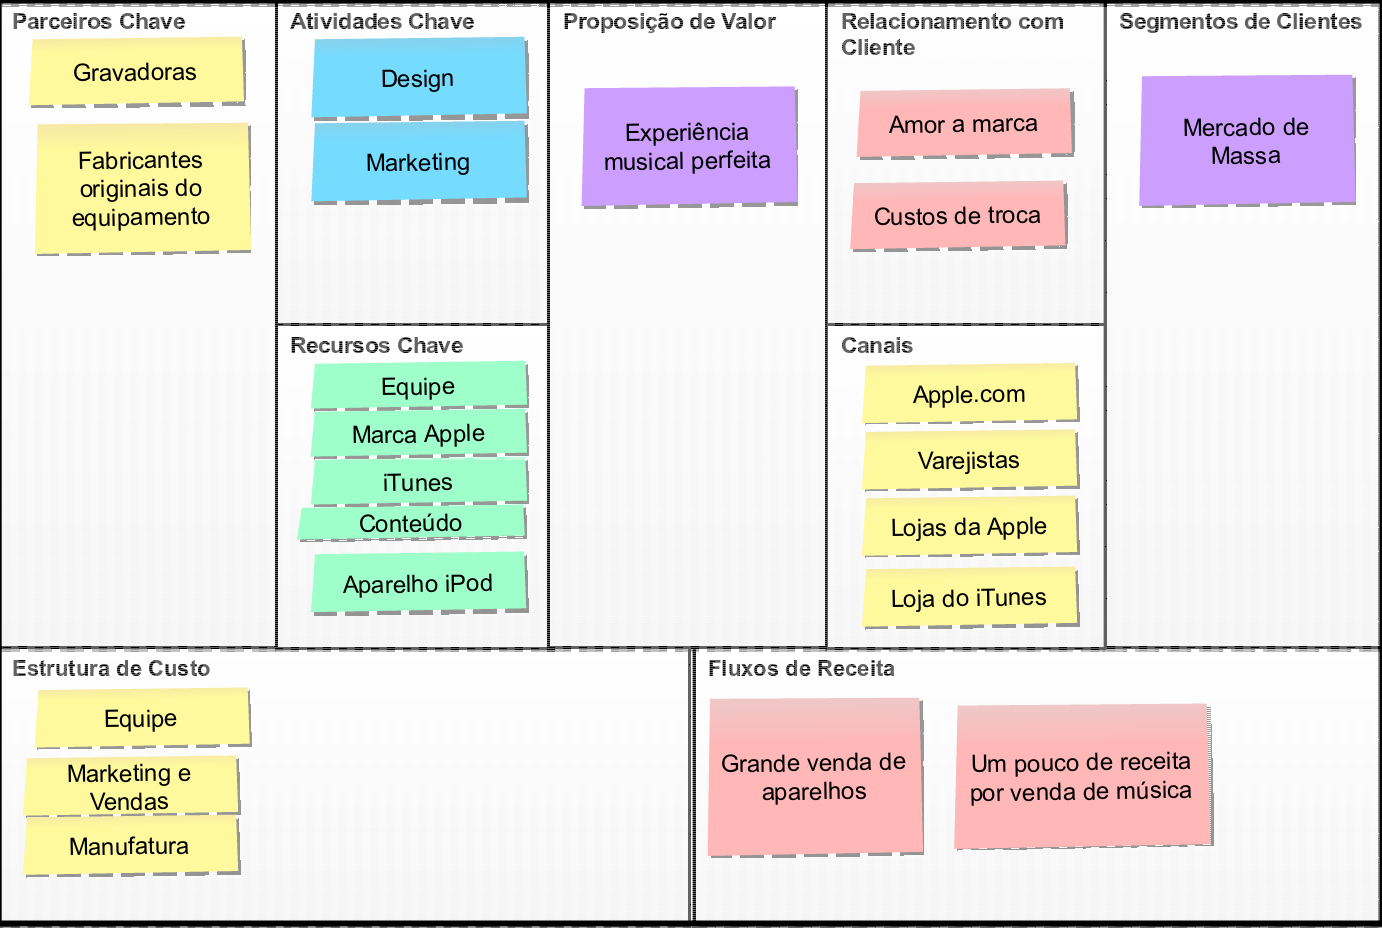 Parceiros Chave
Gravadoras
Fabricantes
originais do
equipamento
Atividades Chave
Design
Marketing
Recursos Chave
Equipe
Marca Apple
iTunes
Conteúdo
Aparelho iPod
Proposição de Valor
Experiência
musical perfeita
Relacionamento com
Cliente
Amor a marca
Custos de troca
Canais
Apple.com
Varejistas
Lojas da Apple
Loja do iTunes
Segmentos de Clientes
Mercado de
Massa
Estrutura de Custo
Equipe
Marketing e
Vendas
Manufatura
Fluxos de Receita
Grande venda de
aparelhos
Um pouco de receita
por venda de música